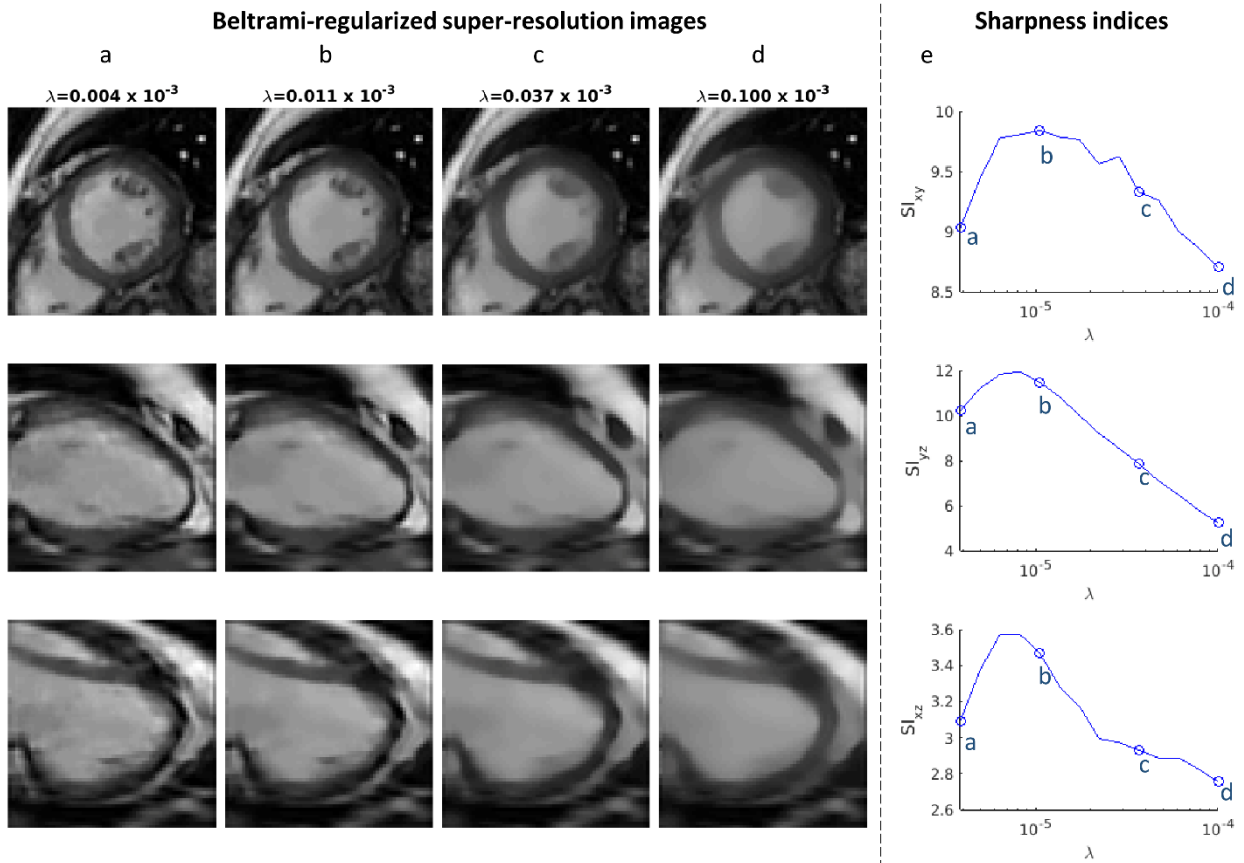 Beltrami-regularized super-resolution images
Sharpness indices
a b c d e
λ=0.004 x 10⁻³ λ=0.011 x 10⁻³ λ=0.037 x 10⁻³ λ=0.100 x 10⁻³
10
9.5
9
8.5
SIxy
a
b
c
d
10⁻⁵ 10⁻⁴
λ
12
10
8
6
4
SIyz
a
b
c
d
10⁻⁵ 10⁻⁴
λ
3.6
3.4
3.2
3
2.8
2.6
SIxz
a
b
c
d
10⁻⁵ 10⁻⁴
λ